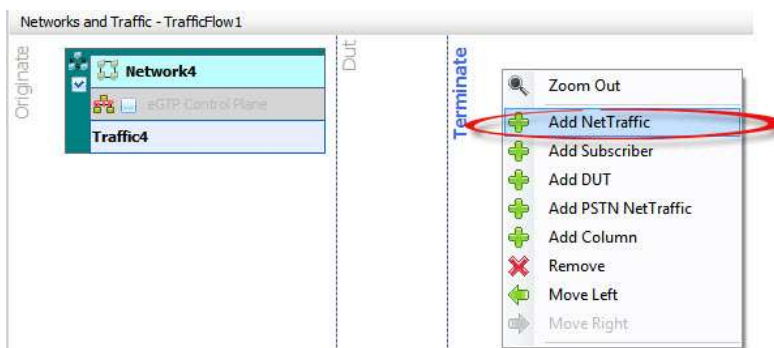 Networks and Traffic - TrafficFlow1
Originate
Network4
eGTP Control Plane
Traffic4
Dut
Terminate
Zoom Out
Add NetTraffic
Add Subscriber
Add DUT
Add PSTN NetTraffic
Add Column
Remove
Move Left
Move Right